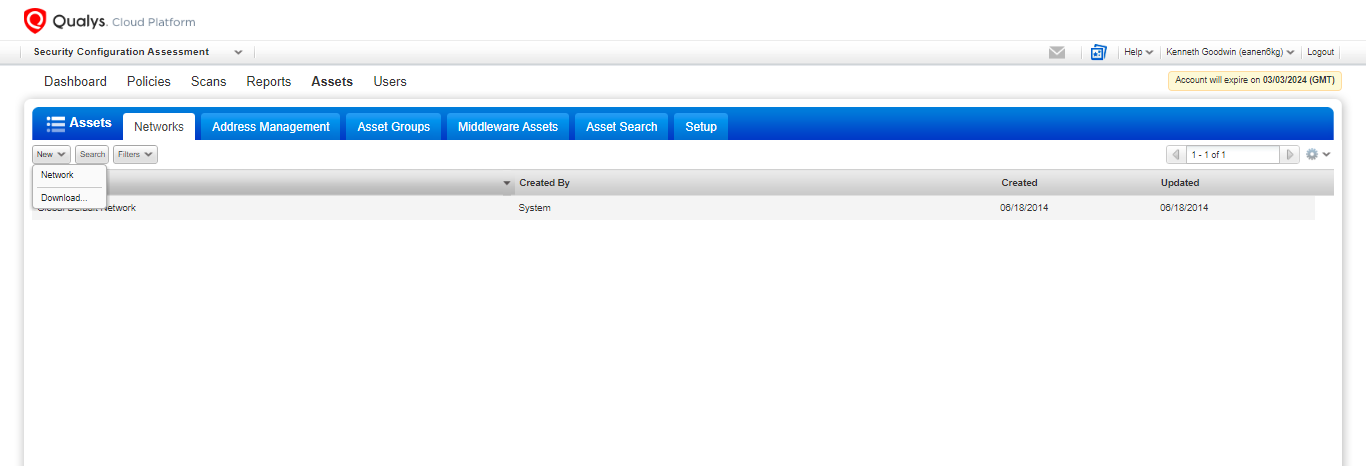 Qualys. Cloud Platform
Security Configuration Assessment
Help
Kenneth Goodwin (eanen6kg)
Logout
Dashboard Policies Scans Reports Assets Users
Account will expire on 03/03/2024 (GMT)
Assets Networks Address Management Asset Groups Middleware Assets Asset Search Setup
New Search Filters
1 - 1 of 1
Network
Created By Created Updated
Download...
Global Default Network System 06/18/2014 06/18/2014